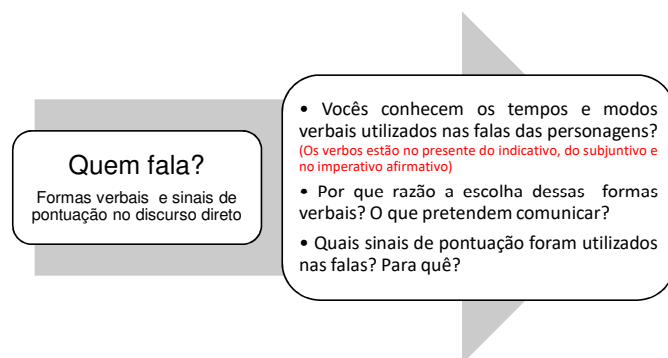 Quem fala?
Formas verbais e sinais de
pontuação no discurso direto
• Vocês conhecem os tempos e modos
verbais utilizados nas falas das personagens?
(Os verbos estão no presente do indicativo, do subjuntivo e
no imperativo afirmativo)
• Por que razão a escolha dessas formas
verbais? O que pretendem comunicar?
• Quais sinais de pontuação foram utilizados
nas falas? Para quê?